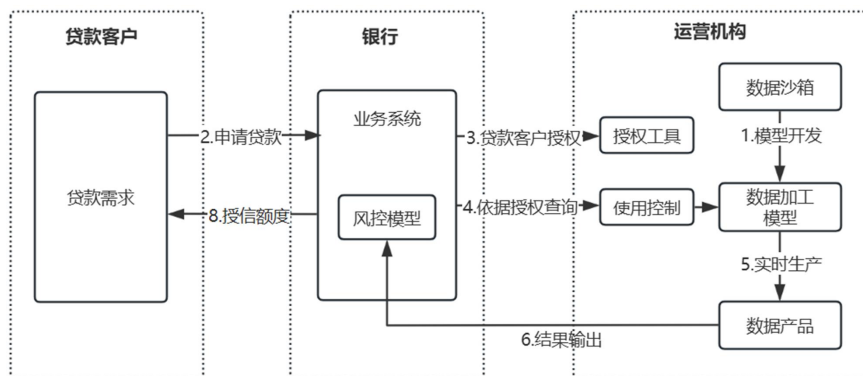 贷款客户
银行
运营机构
贷款需求
2.申请贷款
8.授信额度
业务系统
风控模型
3.贷款客户授权
4.依据授权查询
授权工具
使用控制
数据沙箱
1.模型开发
数据加工
模型
5.实时生产
数据产品
6.结果输出